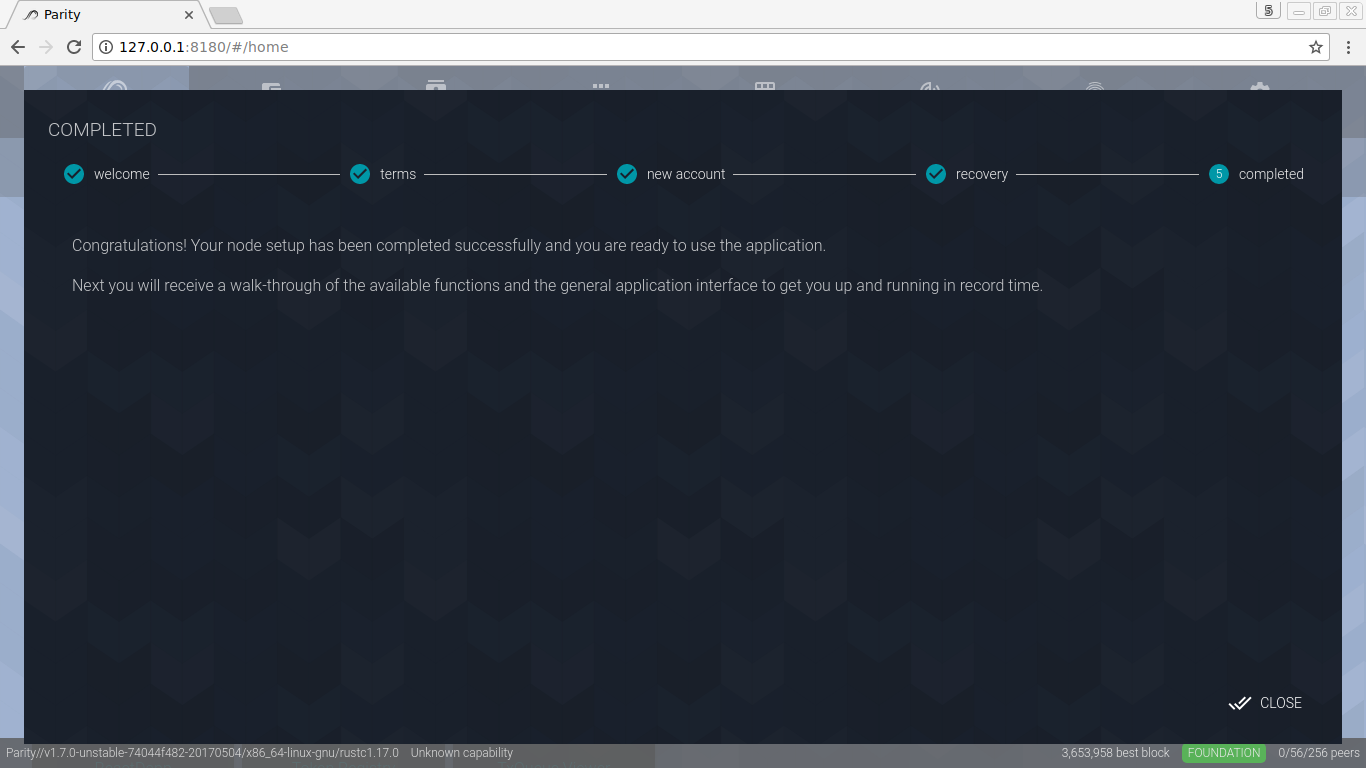 Parity
5
127.0.0.1:8180/#/home
COMPLETED
welcome
terms
new account
recovery
5 completed
Congratulations! Your node setup has been completed successfully and you are ready to use the application.
Next you will receive a walk-through of the available functions and the general application interface to get you up and running in record time.
CLOSE
Parity//v1.7.0-unstable-74044f482-20170504/x86_64-linux-gnu/rustc1.17.0 Unknown capability 3,653,958 best block FOUNDATION 0/56/256 peers